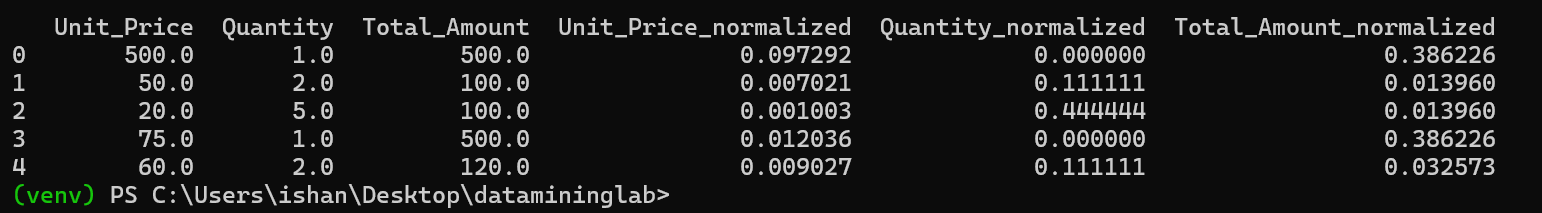 Unit_Price Quantity Total_Amount Unit_Price_normalized Quantity_normalized Total_Amount_normalized
0 500.0 1.0 500.0 0.097292 0.000000 0.386226
1 50.0 2.0 100.0 0.007021 0.111111 0.013960
2 20.0 5.0 100.0 0.001003 0.444444 0.013960
3 75.0 1.0 500.0 0.012036 0.000000 0.386226
4 60.0 2.0 120.0 0.009027 0.111111 0.032573
(venv) PS C:\Users\ishan\Desktop\datamininglab>